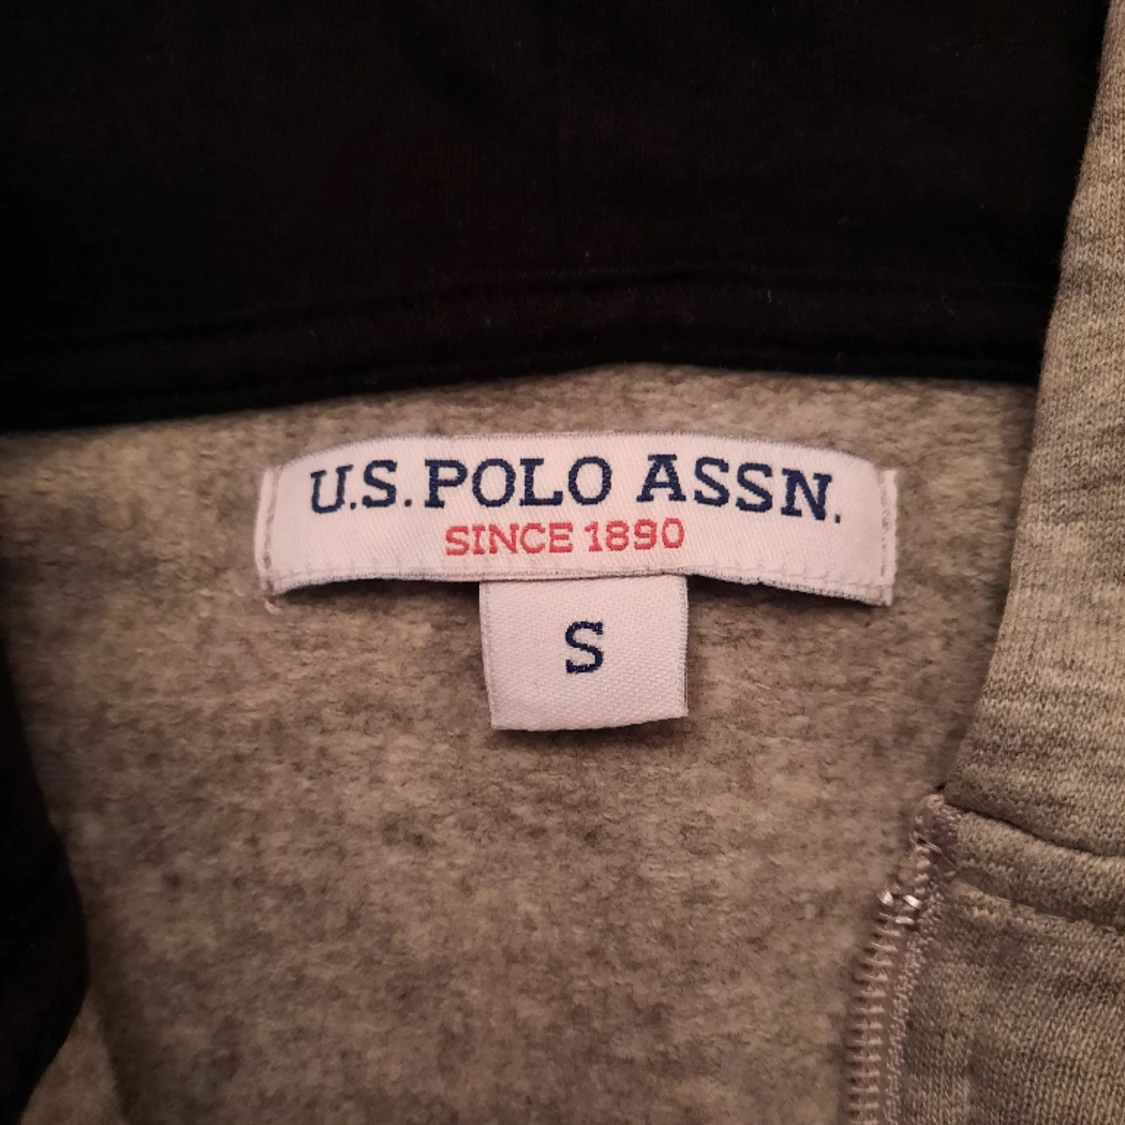 U.S. POLO ASSN.
SINCE 1890
S